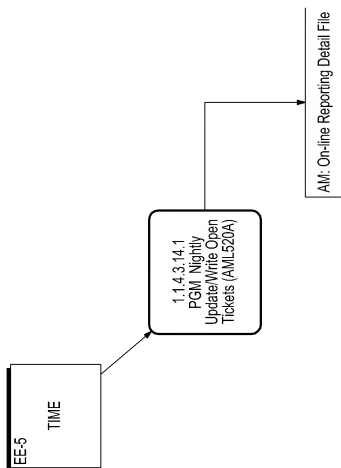 EE-5
TIME
1.1.4.3.14.1
PGM Nightly
Update/Write Open
Tickets (AML520A)
AM: On-line Reporting Detail File